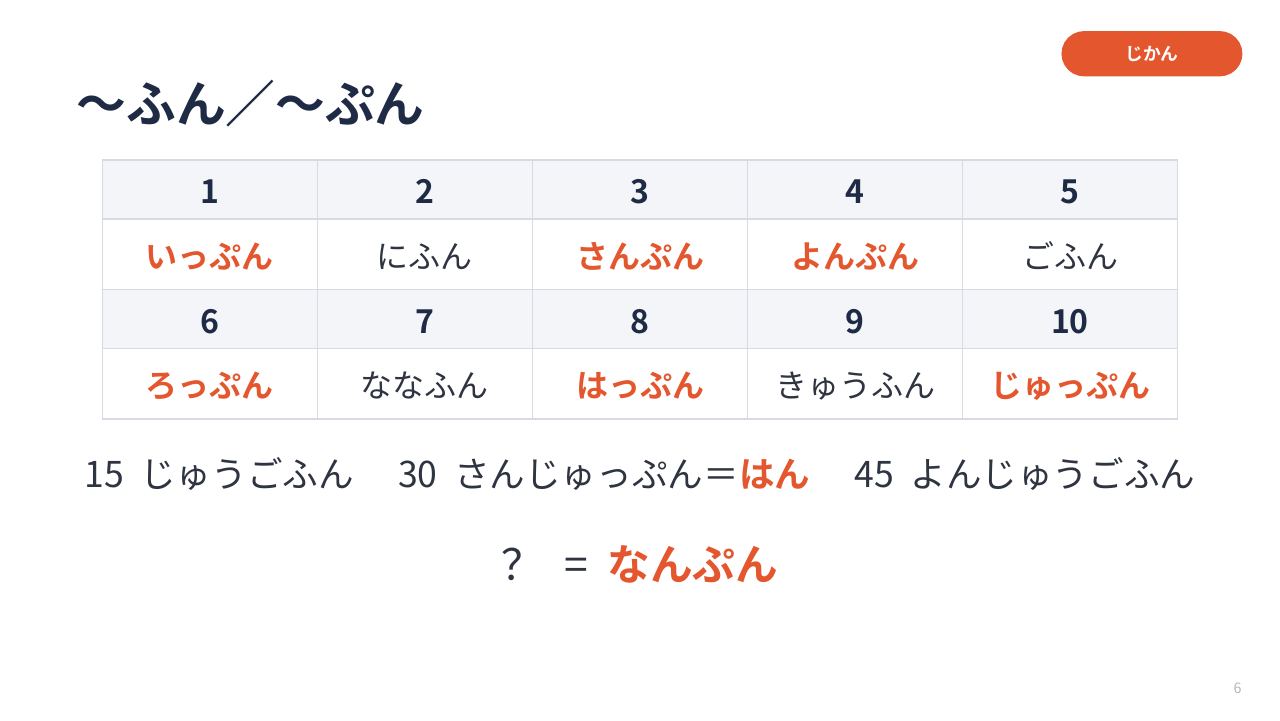 じかん
～ふん／～ぷん
1 2 3 4 5
いっぷん にふん さんぷん よんぷん ごふん
6 7 8 9 10
ろっぷん ななふん はっぷん きゅうふん じゅっぷん
15 じゅうごふん 30 さんじゅっぷん＝はん 45 よんじゅうごふん
？ = なんぷん
6